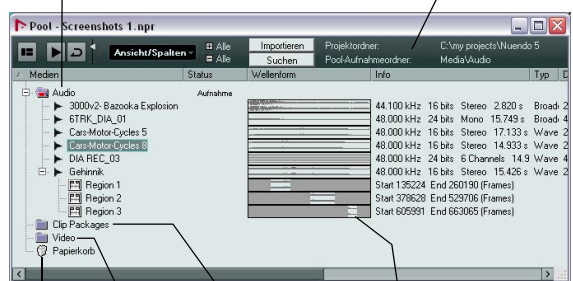 Pool - Screenshots 1.npr
Ansicht/Spalten Alle Importieren Projektordner: C:\my projects\Nuendo 5
Alle Suchen Pool-Aufnahmeordner: Media\Audio
Medien Status Wellenform Info Typ D
Audio Aufnahme
3000v2- Bazooka Explosion 44.100 kHz 16 bits Stereo 2.820 s Broad 2
6TRK_DIA_01 48.000 kHz 24 bits Mono 15.749 s Broad 4
Cars-Motor-Cycles 5 48.000 kHz 16 bits Stereo 17.133 s Wave 2
Cars-Motor-Cycles 8 48.000 kHz 16 bits Stereo 14.933 s Wave 2
DIA REC_03 48.000 kHz 24 bits 6 Channels 14.9 Wave 4
Gehinnik 48.000 kHz 16 bits Stereo 15.426 s Wave 2
Region 1 Start 135224 End 260190 (Frames)
Region 2 Start 378628 End 529706 (Frames)
Region 3 Start 605991 End 663065 (Frames)
Clip Packages
Video
Papierkorb